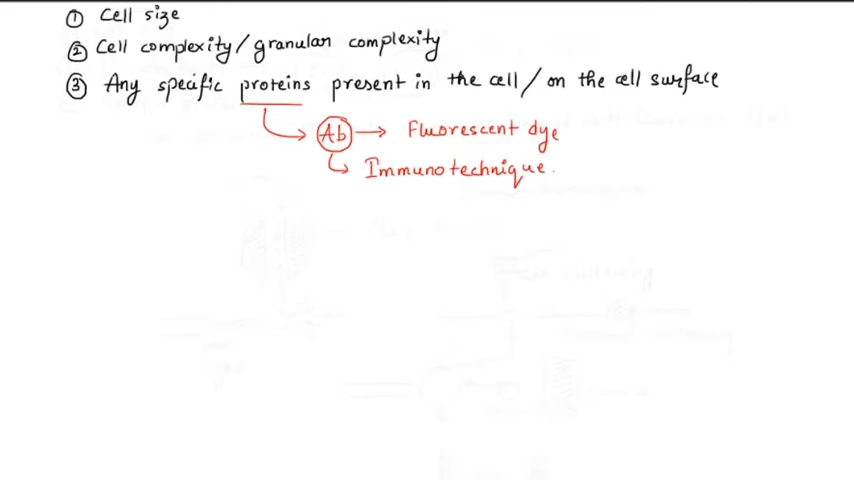 ① Cell size
② Cell complexity/granular complexity
③ Any specific proteins present in the cell/on the cell surface
Ab → Fluorescent dye
Immunotechnique.